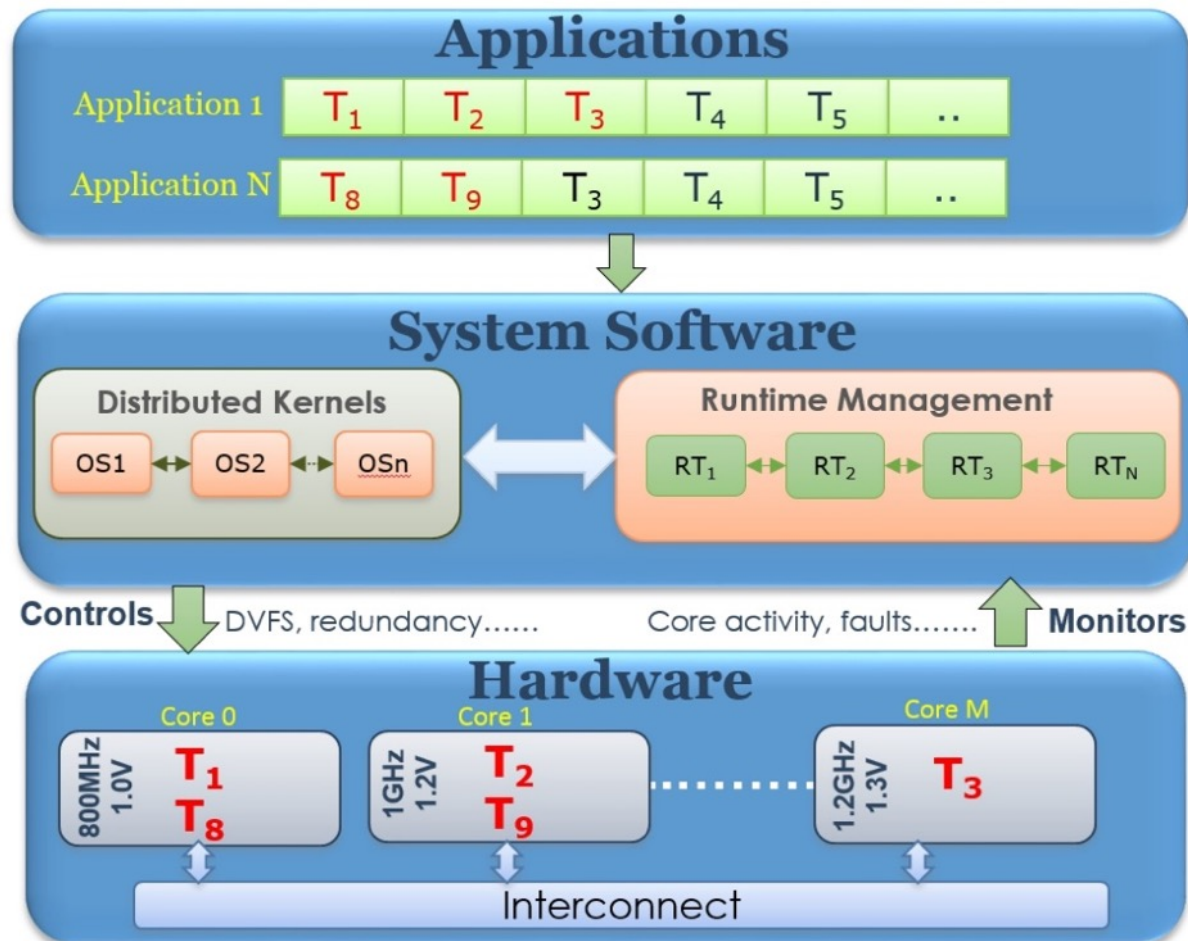 Applications
Application 1 T₁ T₂ T₃ T₄ T₅ ..
Application N T₈ T₉ T₃ T₄ T₅ ..
System Software
Distributed Kernels
OS1 OS2 OSn
Runtime Management
RT₁ RT₂ RT₃ RT_N
Controls DVFS, redundancy......
Core activity, faults....... Monitors
Hardware
Core 0
800MHz
1.0V
T₁
T₈
Core 1
1GHz
1.2V
T₂
T₉
Core M
1.2GHz
1.3V
T₃
Interconnect